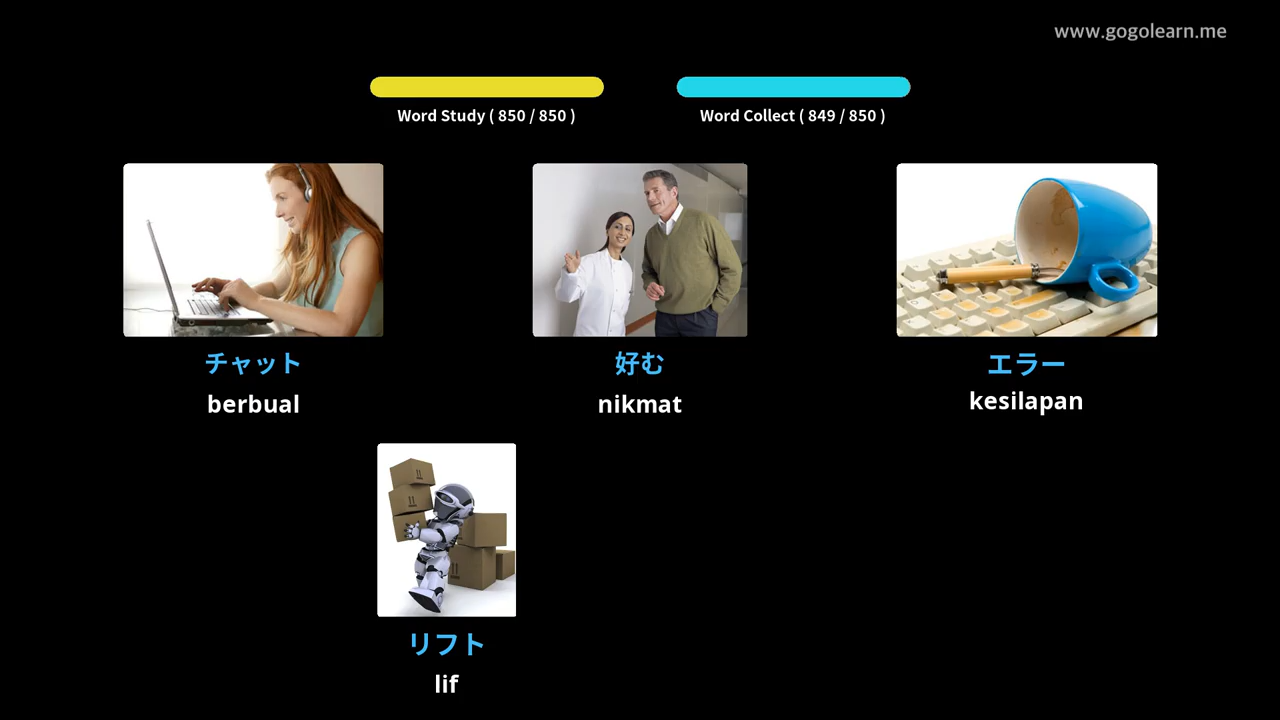 www.gogolearn.me
Word Study ( 850 / 850 )
Word Collect ( 849 / 850 )
チャット
berbual
好む
nikmat
エラー
kesilapan
リフト
lif